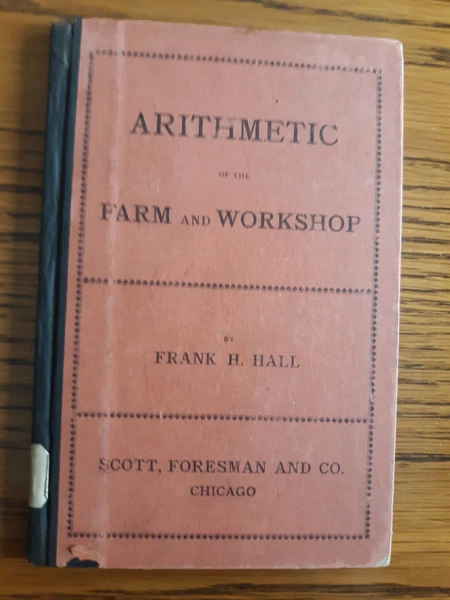 ARITHMETIC
OF THE
FARM AND WORKSHOP
BY
FRANK H. HALL
SCOTT, FORESMAN AND CO.
CHICAGO